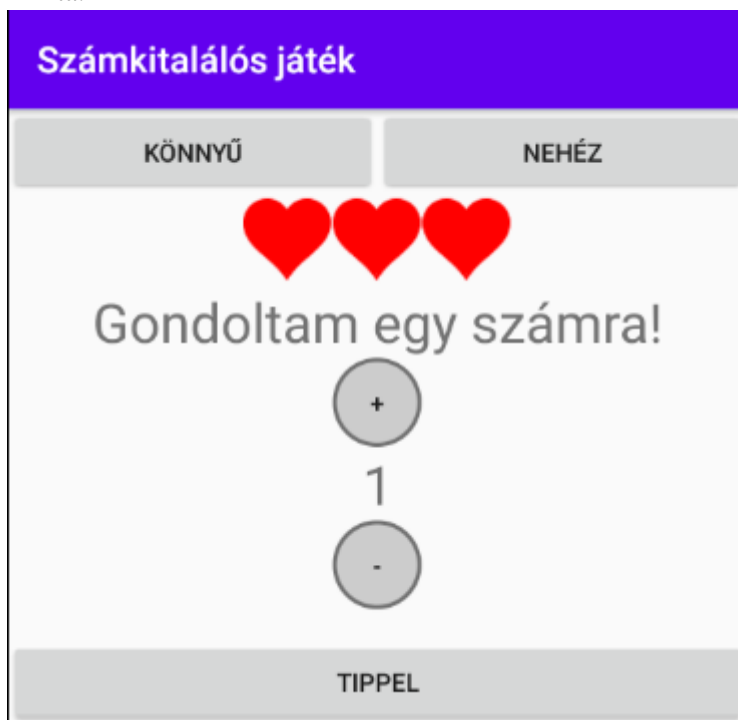 Számkitalálós játék
KÖNNYŰ NEHÉZ
Gondoltam egy számra!
+
1
-
TIPPEL